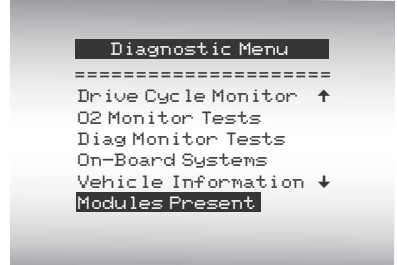 Diagnostic Menu
=====================
Drive Cycle Monitor ↑
O2 Monitor Tests
Diag Monitor Tests
On-Board Systems
Vehicle Information ↓
Modules Present